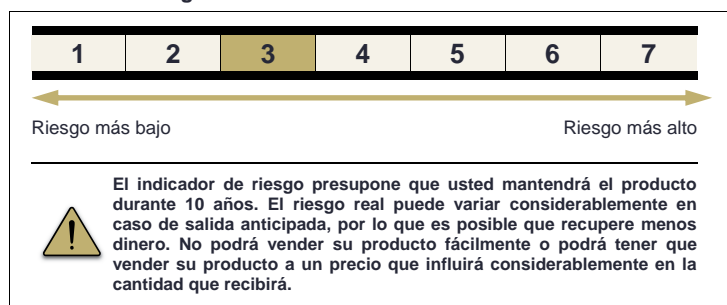 1 2 3 4 5 6 7
Riesgo más bajo Riesgo más alto
El indicador de riesgo presupone que usted mantendrá el producto
durante 10 años. El riesgo real puede variar considerablemente en
caso de salida anticipada, por lo que es posible que recupere menos
dinero. No podrá vender su producto fácilmente o podrá tener que
vender su producto a un precio que influirá considerablemente en la
cantidad que recibirá.